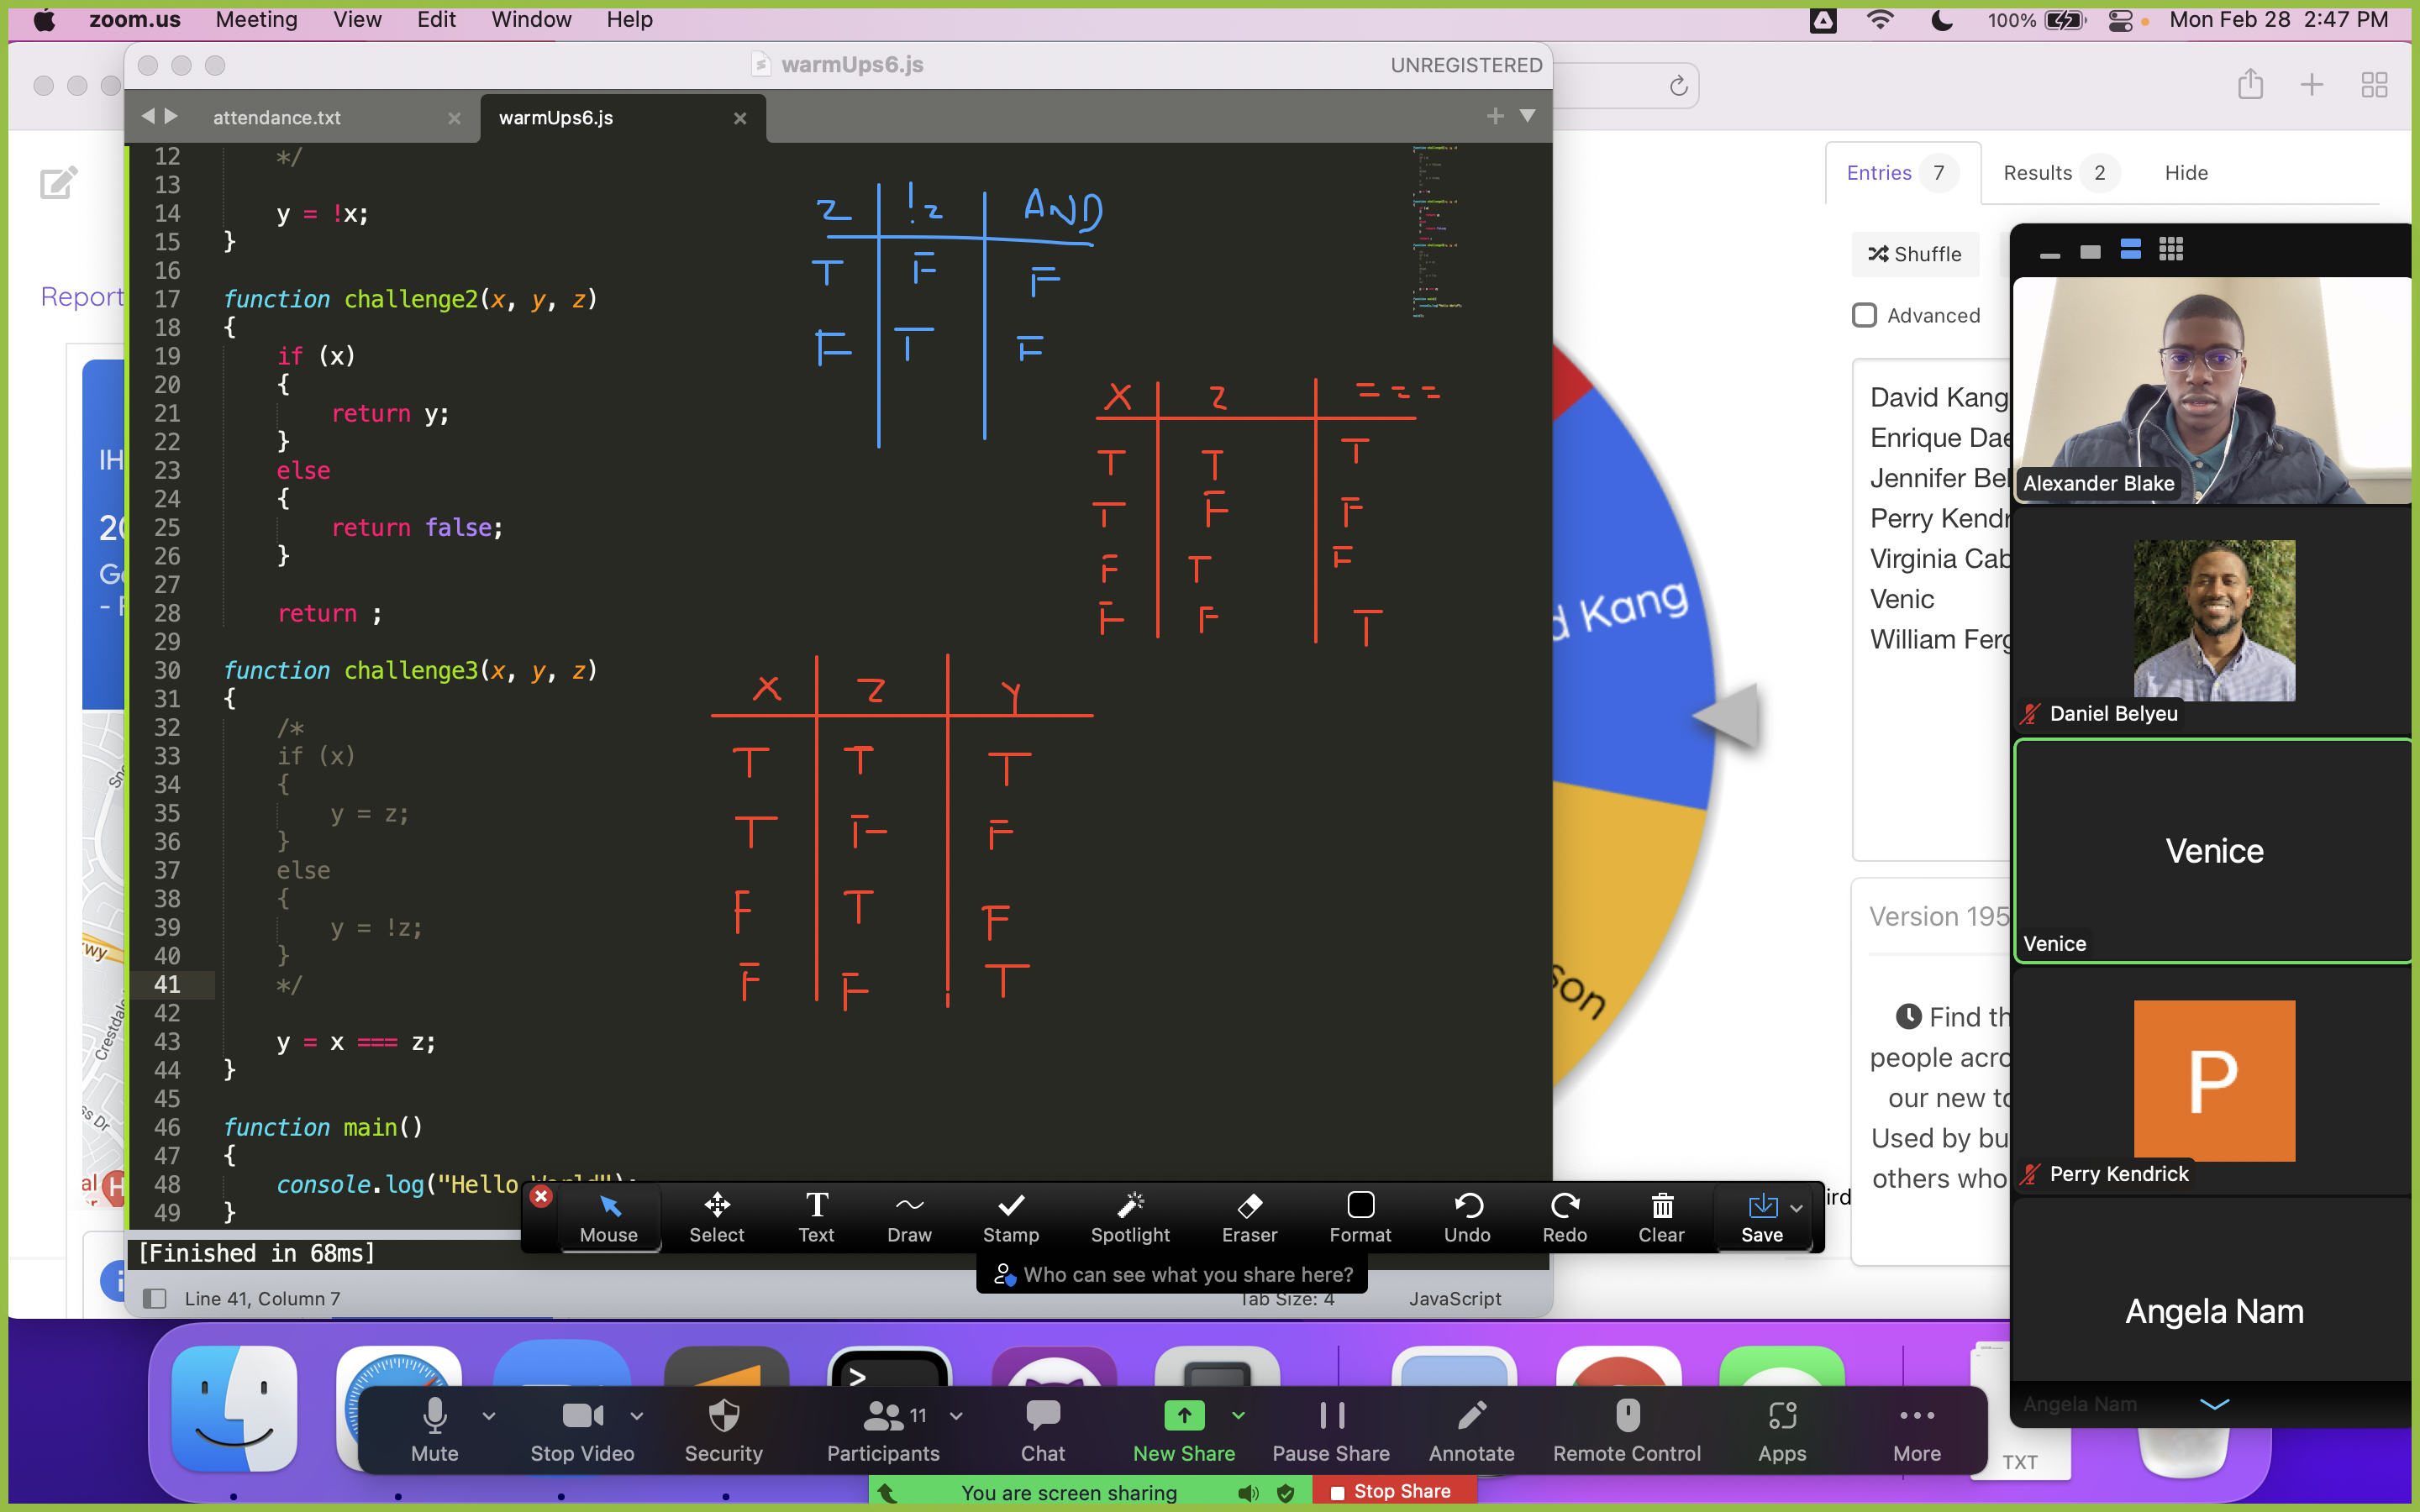 zoom.us Meeting View Edit Window Help 100% Mon Feb 28 2:47 PM
warmUps6.js UNREGISTERED
attendance.txt × warmUps6.js ×
12 */
13
14 y = !x;
15 }
16
17 function challenge2(x, y, z)
18 {
19 if (x)
20 {
21 return y;
22 }
23 else
24 {
25 return false;
26 }
27
28 return ;
29
30 function challenge3(x, y, z)
31 {
32 /*
33 if (x)
34 {
35 y = z;
36 }
37 else
38 {
39 y = !z;
40 }
41 */
42
43 y = x === z;
44 }
45
46 function main()
47 {
48 console.log("Hello World");
49 }
[Finished in 68ms]
Line 41, Column 7 Tab Size: 4 JavaScript
z !z AND
T F F
F T F
X Z ===
T T T
T F F
F T F
F F T
X Z Y
T T T
T F F
F T F
F F T
Report
IH
20
G
- F
Crestdale
ss Dr
wy
d Kang
son
Entries 7 Results 2 Hide
Shuffle
Advanced
David Kang
Enrique Dae
Jennifer Bel
Perry Kendr
Virginia Cab
Venic
William Ferg
Version 195
Find th
people acro
our new to
Used by bu
others who
ird
Alexander Blake
Daniel Belyeu
Venice
Venice
P
Perry Kendrick
Angela Nam
Angela Nam
Mouse Select Text Draw Stamp Spotlight Eraser Format Undo Redo Clear Save
Who can see what you share here?
11
Mute Stop Video Security Participants Chat New Share Pause Share Annotate Remote Control Apps More
TXT
You are screen sharing Stop Share